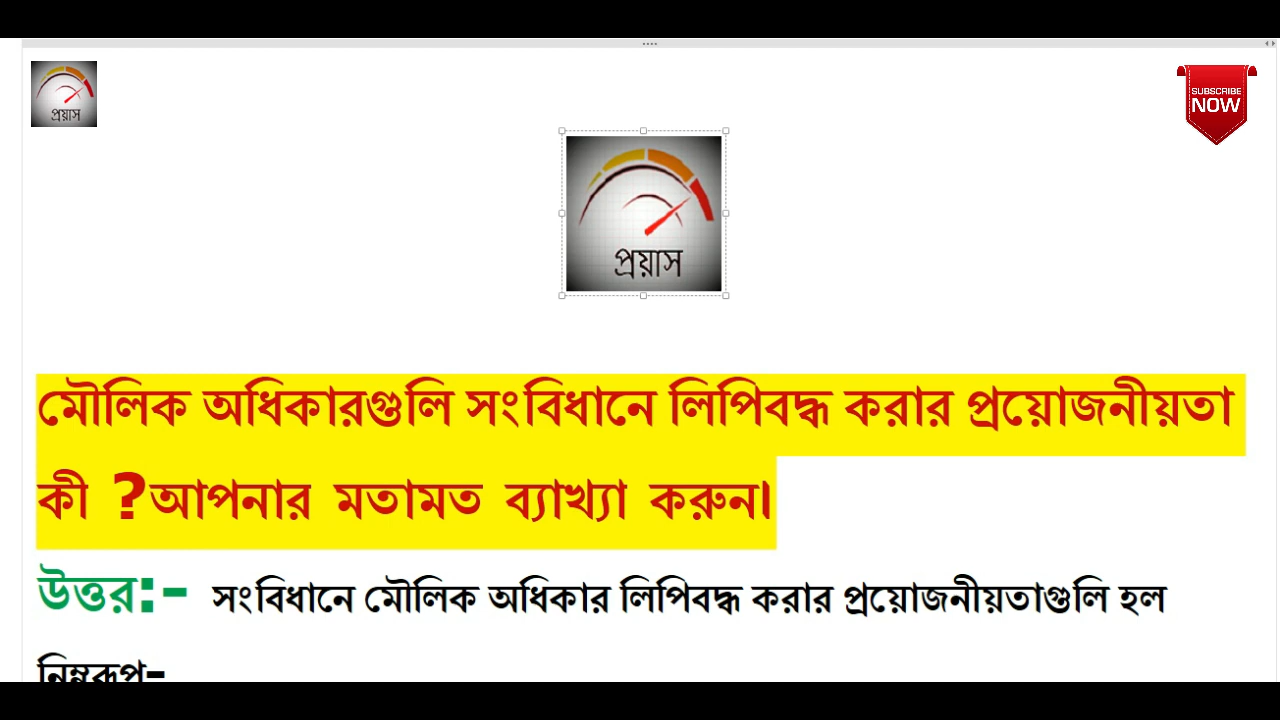 প্রয়াস
SUBSCRIBE
NOW
প্রয়াস
মৌলিক অধিকারগুলি সংবিধানে লিপিবদ্ধ করার প্রয়োজনীয়তা
কী ?আপনার মতামত ব্যাখ্যা করুন।
উত্তর:- সংবিধানে মৌলিক অধিকার লিপিবদ্ধ করার প্রয়োজনীয়তাগুলি হল
নিম্নরূপ-